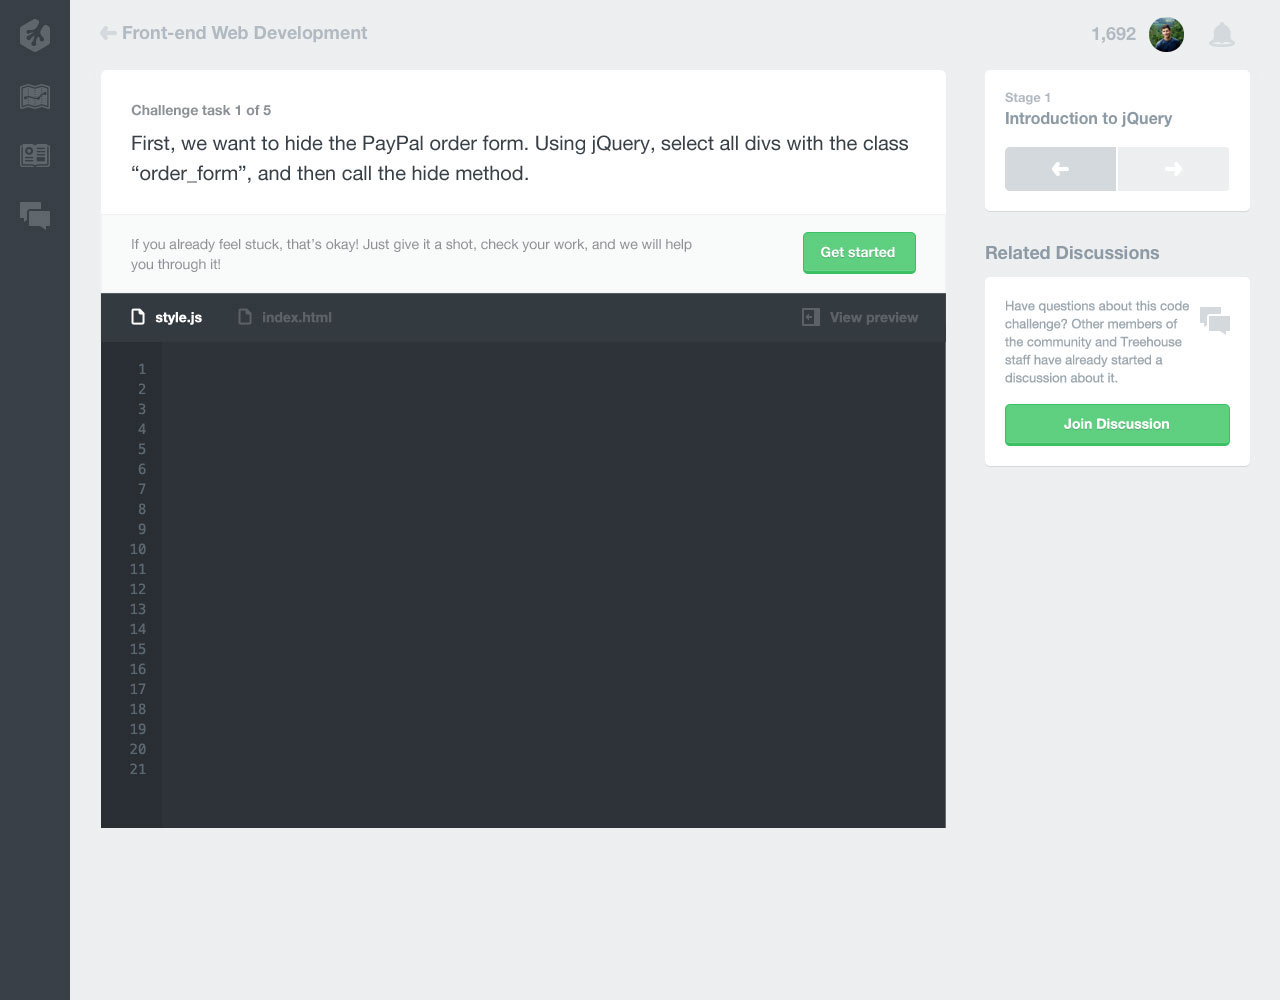 Front-end Web Development
1,692
Challenge task 1 of 5
First, we want to hide the PayPal order form. Using jQuery, select all divs with the class
“order_form”, and then call the hide method.
If you already feel stuck, that’s okay! Just give it a shot, check your work, and we will help
you through it!
Get started
style.js
index.html
View preview
1
2
3
4
5
6
7
8
9
10
11
12
13
14
15
16
17
18
19
20
21
Stage 1
Introduction to jQuery
Related Discussions
Have questions about this code
challenge? Other members of
the community and Treehouse
staff have already started a
discussion about it.
Join Discussion